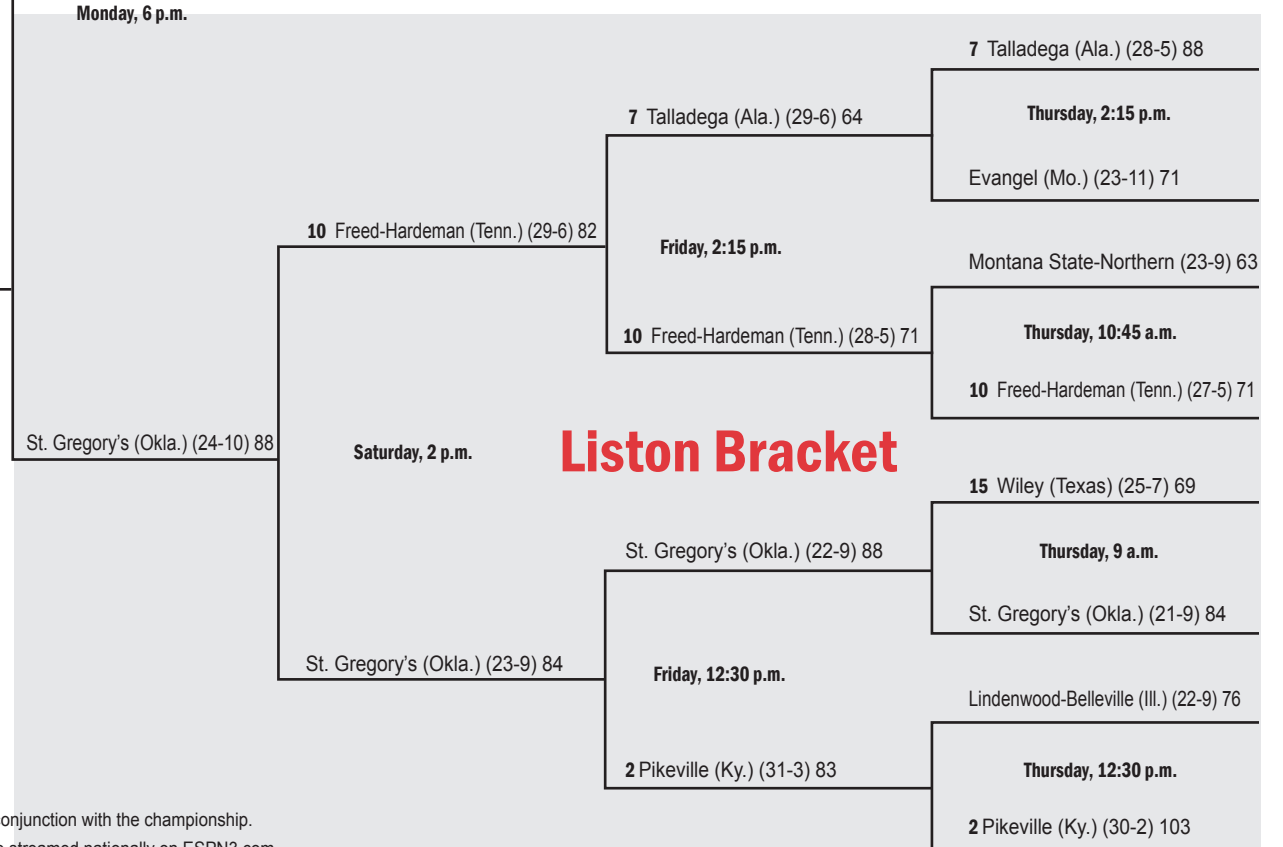 Monday, 6 p.m.
7 Talladega (Ala.) (28-5) 88
Thursday, 2:15 p.m.
Evangel (Mo.) (23-11) 71
7 Talladega (Ala.) (29-6) 64
Friday, 2:15 p.m.
10 Freed-Hardeman (Tenn.) (28-5) 71
Montana State-Northern (23-9) 63
Thursday, 10:45 a.m.
10 Freed-Hardeman (Tenn.) (27-5) 71
10 Freed-Hardeman (Tenn.) (29-6) 82
Saturday, 2 p.m.
St. Gregory's (Okla.) (24-10) 88
Liston Bracket
15 Wiley (Texas) (25-7) 69
Thursday, 9 a.m.
St. Gregory's (Okla.) (21-9) 84
St. Gregory's (Okla.) (22-9) 88
Friday, 12:30 p.m.
St. Gregory's (Okla.) (23-9) 84
2 Pikeville (Ky.) (31-3) 83
Lindenwood-Belleville (Ill.) (22-9) 76
Thursday, 12:30 p.m.
2 Pikeville (Ky.) (30-2) 103
onjunction with the championship.
streamed nationally on ESPN3.com